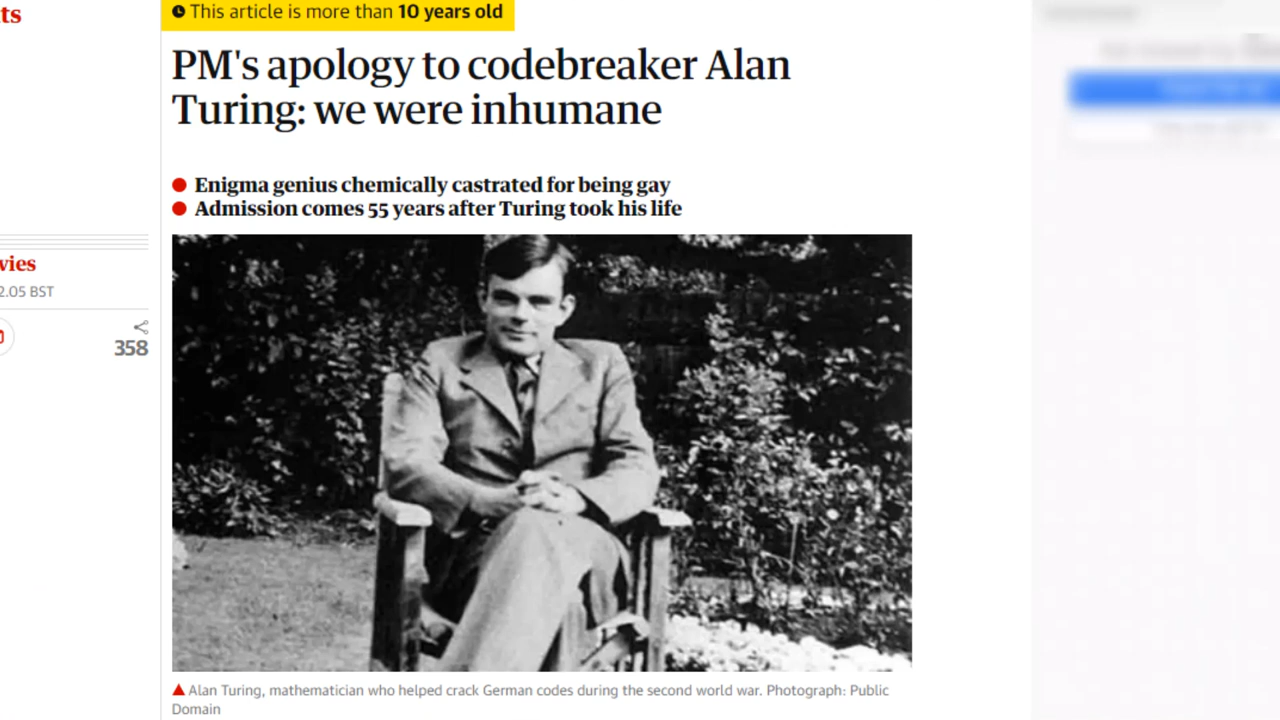 ts
This article is more than 10 years old
PM's apology to codebreaker Alan
Turing: we were inhumane
Enigma genius chemically castrated for being gay
Admission comes 55 years after Turing took his life
vies
2.05 BST
358
Alan Turing, mathematician who helped crack German codes during the second world war. Photograph: Public
Domain